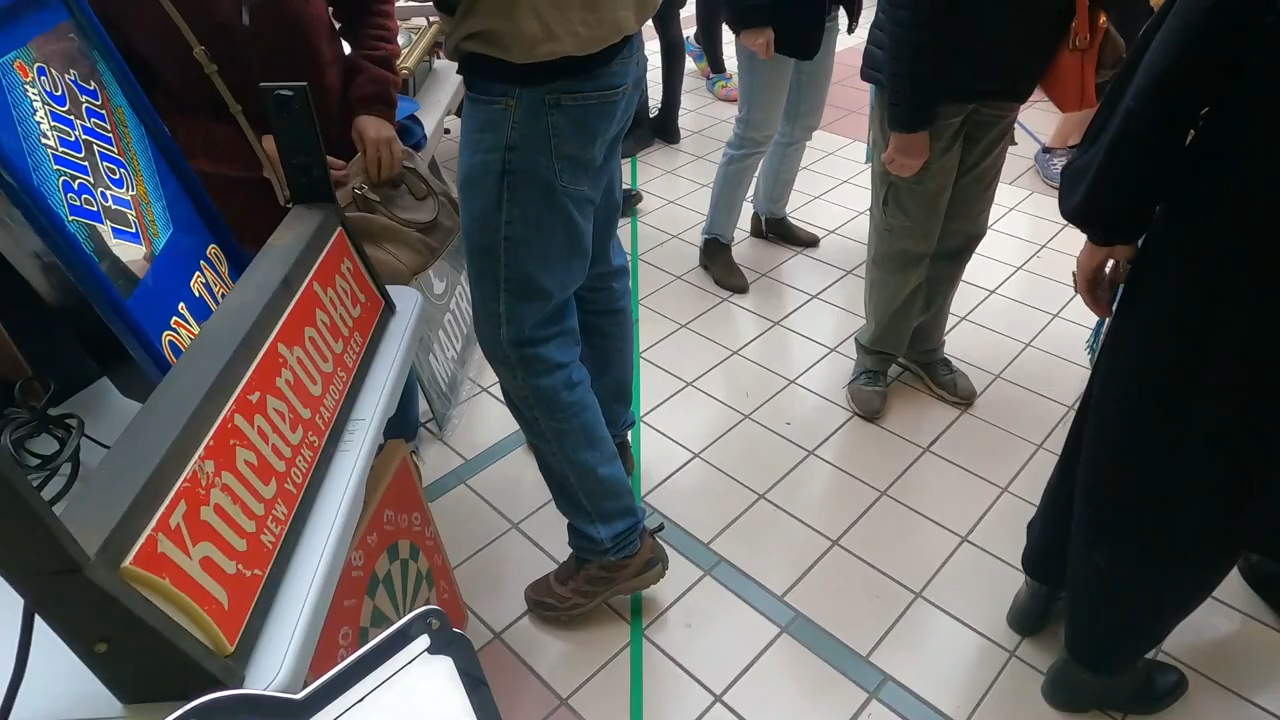 Labatt
Blue
Light
ON TAP
Knickerbocker
NEW YORK'S FAMOUS BEER
MADTR